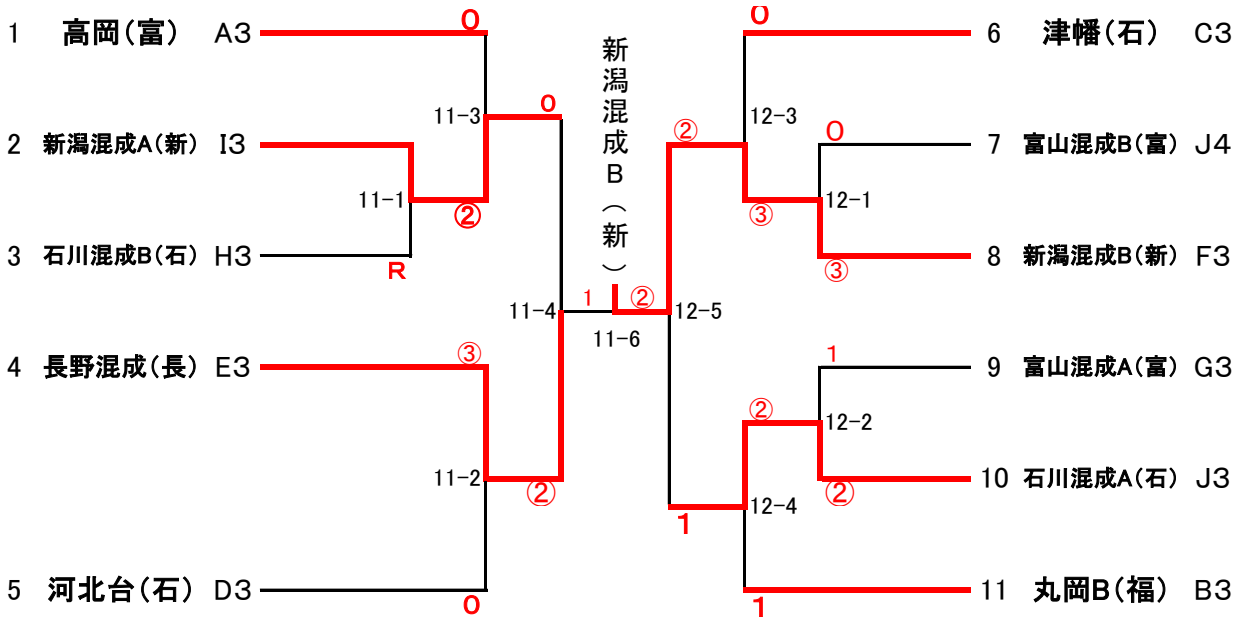 1 高岡(富) A3
2 新潟混成A(新) I3
3 石川混成B(石) H3
4 長野混成(長) E3
5 河北台(石) D3
0
11-3
0
11-1
②
R
11-4
③
11-2
②
0
新潟混成B(新)
1
②
11-6
0
12-3
②
0
12-1
③
③
12-5
1
②
12-2
②
12-4
1
1
6 津幡(石) C3
7 富山混成B(富) J4
8 新潟混成B(新) F3
9 富山混成A(富) G3
10 石川混成A(石) J3
11 丸岡B(福) B3